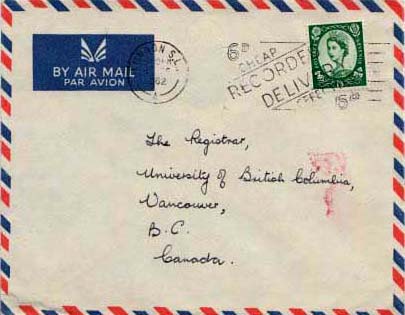 BY AIR MAIL
PAR AVION
62
6D
CHEAP
RECORDED
DELIVERY
6D
The Registrar,
University of British Columbia,
Vancouver,
B.C.
Canada.